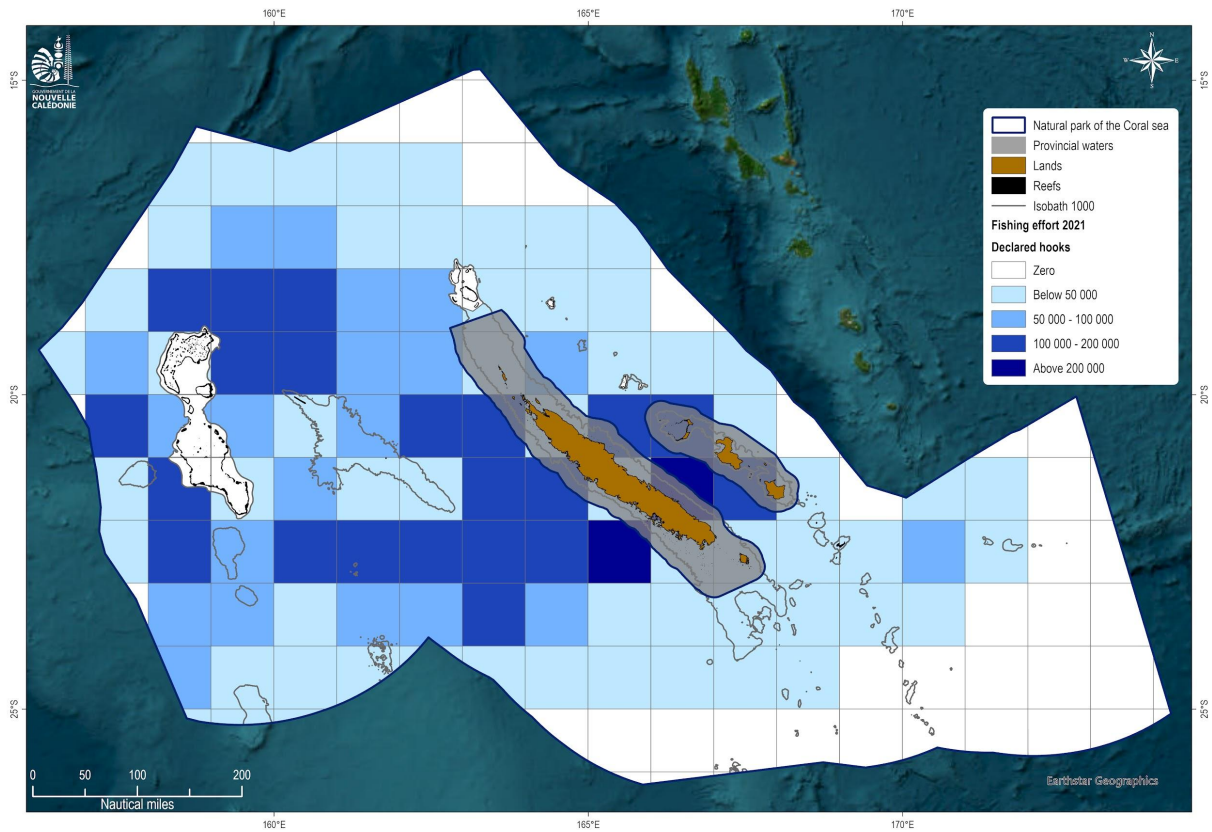 160°E 165°E 170°E
N
W E
S
GOUVERNEMENT DE LA
NOUVELLE
CALÉDONIE
15°S 15°S
Natural park of the Coral sea
Provincial waters
Lands
Reefs
Isobath 1000
Fishing effort 2021
Declared hooks
Zero
Below 50 000
50 000 - 100 000
100 000 - 200 000
Above 200 000
20°S 20°S
25°S 25°S
0 50 100 200
Nautical miles
Earthstar Geographics
160°E 165°E 170°E